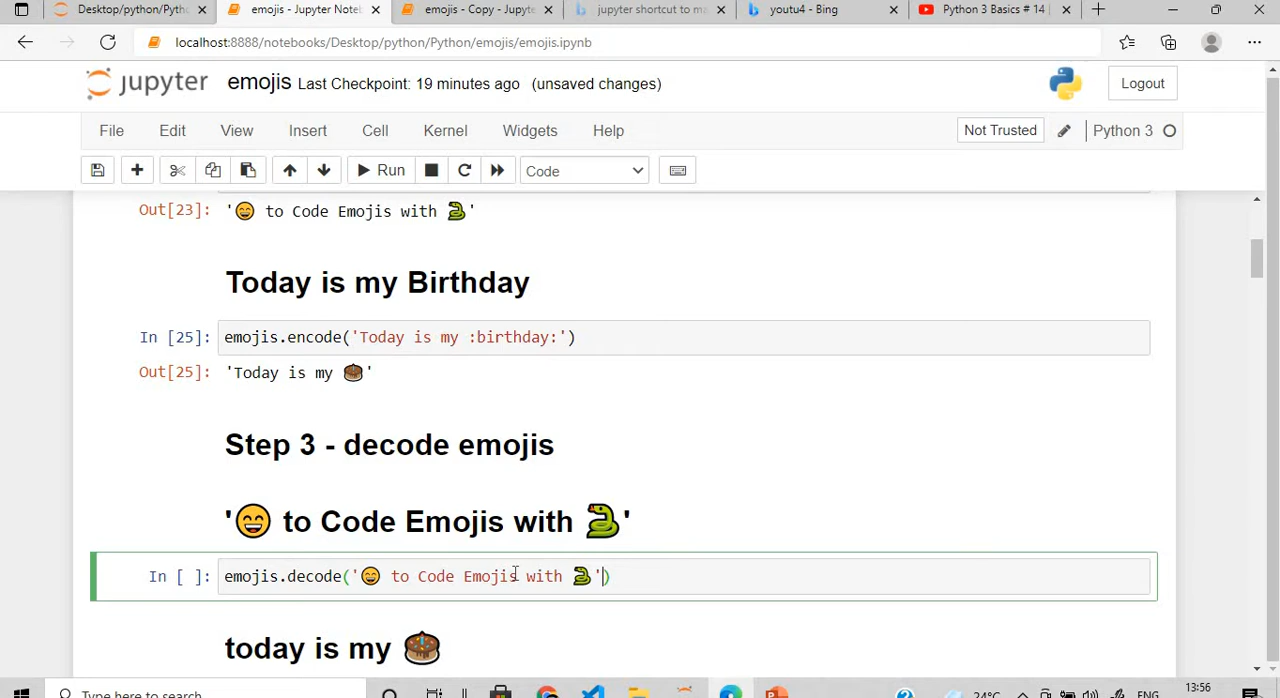 Desktop/python/Pytho
emojis - Jupyter Note
emojis - Copy - Jupyte
jupyter shortcut to ma
youtu4 - Bing
Python 3 Basics # 14 |
localhost:8888/notebooks/Desktop/python/Python/emojis/emojis.ipynb
jupyter emojis Last Checkpoint: 19 minutes ago (unsaved changes)
Logout
File Edit View Insert Cell Kernel Widgets Help
Not Trusted
Python 3
Run
Code
Out[23]: '😄 to Code Emojis with 🐍'
Today is my Birthday
In [25]: emojis.encode('Today is my :birthday:')
Out[25]: 'Today is my 🎂'
Step 3 - decode emojis
'😄 to Code Emojis with 🐍'
In [ ]: emojis.decode('😄 to Code Emojis with 🐍')
today is my 🎂
Type here to search
24°C
ENG
13:56